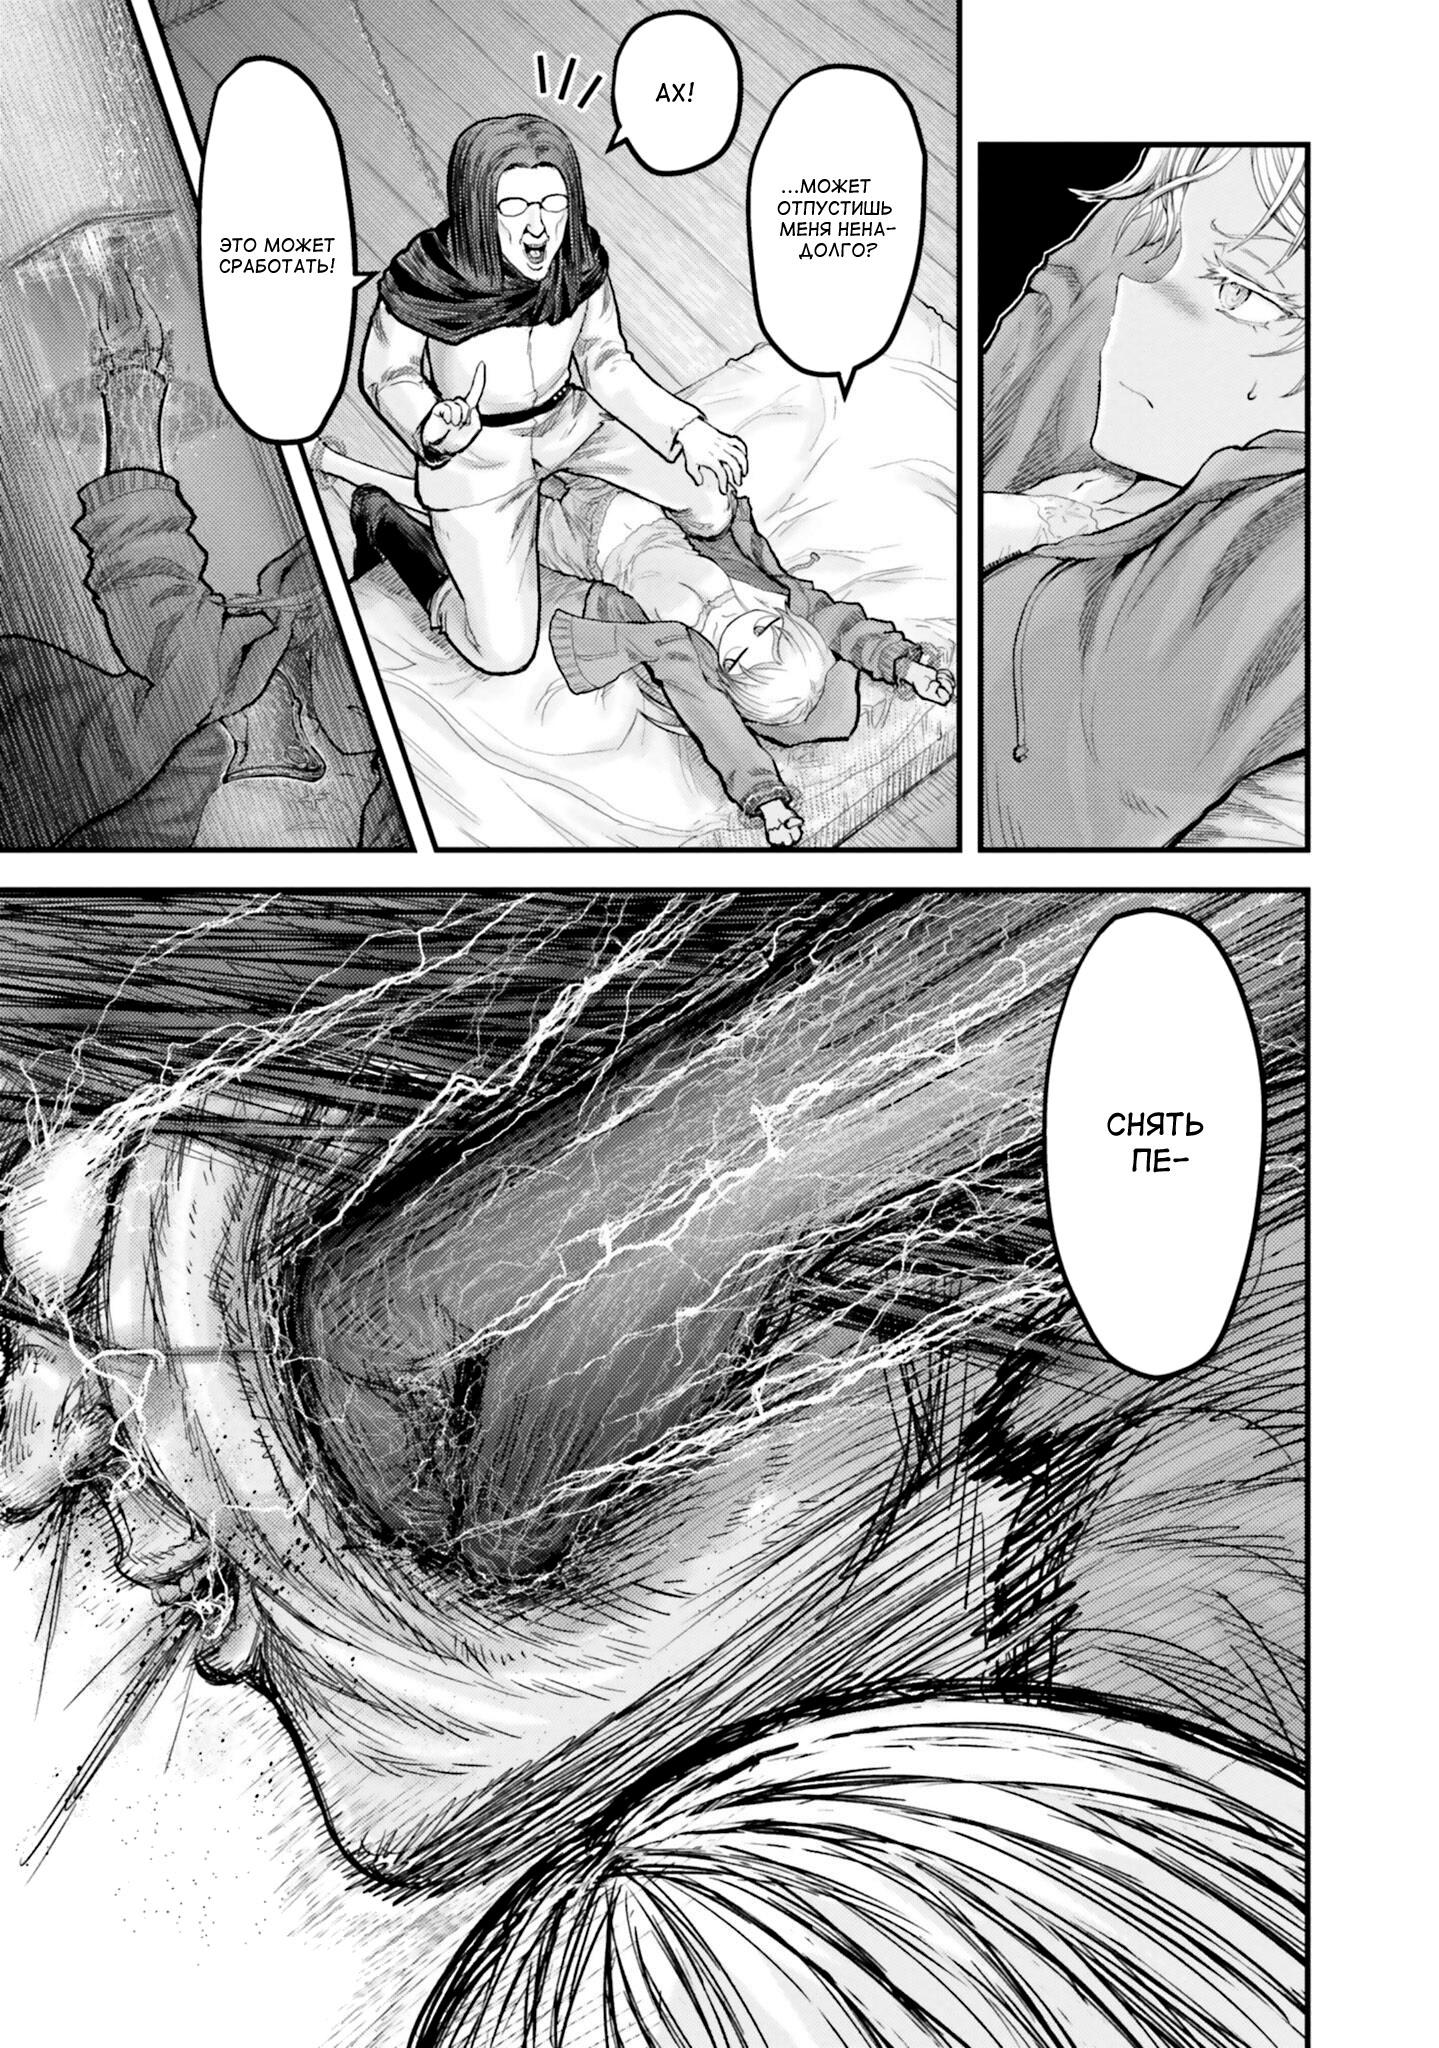 ...МОЖЕТ
ОТПУСТИШЬ
МЕНЯ НЕНА-
ДОЛГО?
АХ!
ЭТО МОЖЕТ
СРАБОТАТЬ!
СНЯТЬ
ПЕ-